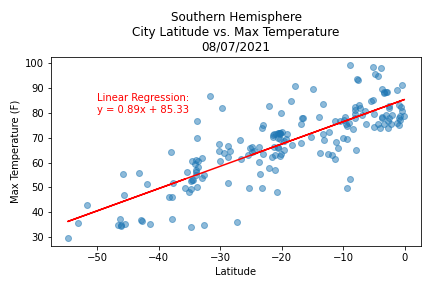 Southern Hemisphere
City Latitude vs. Max Temperature
08/07/2021
Max Temperature (F)
100
90
80
70
60
50
40
30
Linear Regression:
y = 0.89x + 85.33
−50
−40
−30
−20
−10
0
Latitude